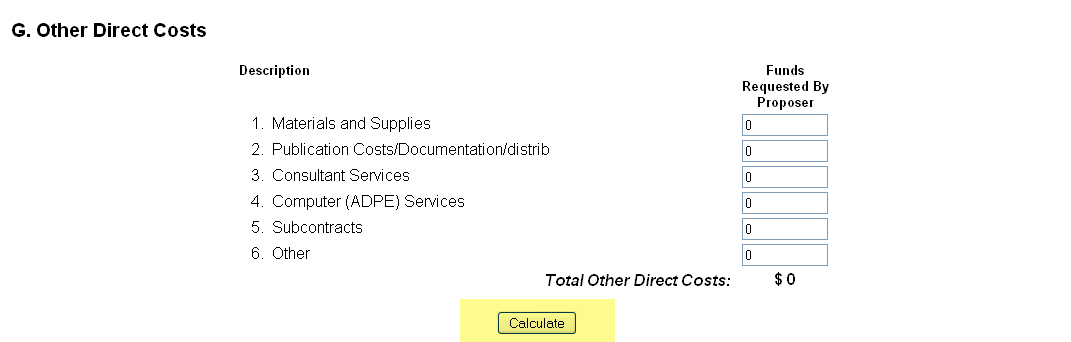 G. Other Direct Costs
Description
Funds
Requested By
Proposer
1. Materials and Supplies 0
2. Publication Costs/Documentation/distrib 0
3. Consultant Services 0
4. Computer (ADPE) Services 0
5. Subcontracts 0
6. Other 0
Total Other Direct Costs: $ 0
Calculate